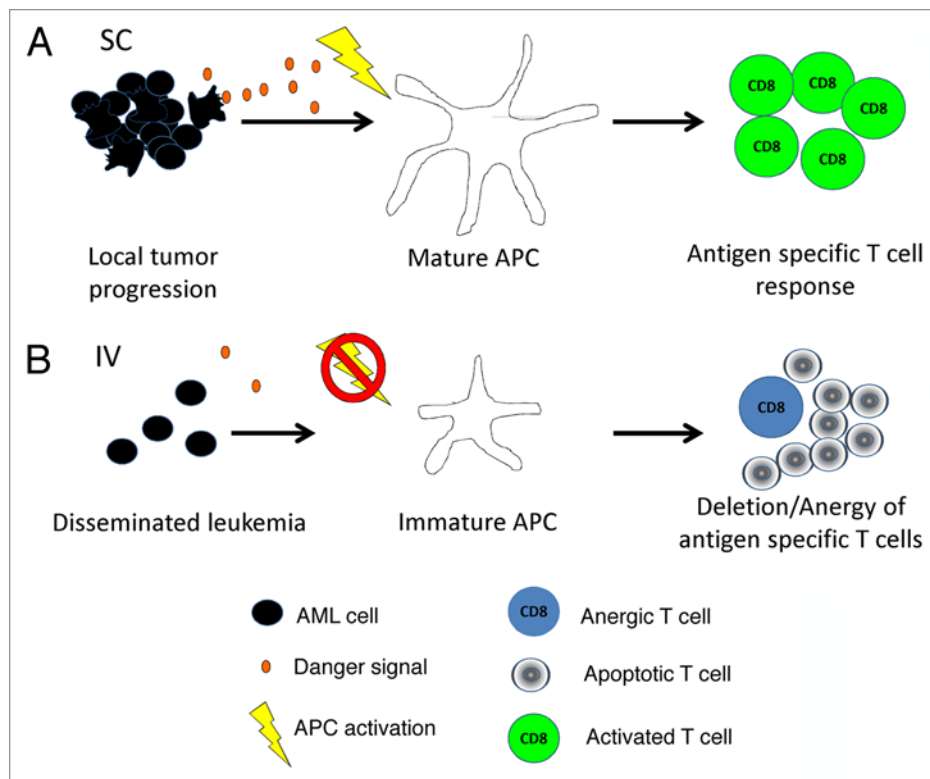 A
SC
CD8
CD8
CD8
CD8
CD8
Local tumor
progression
Mature APC
Antigen specific T cell
response
B
IV
CD8
Disseminated leukemia
Immature APC
Deletion/Anergy of
antigen specific T cells
AML cell
CD8
Anergic T cell
Danger signal
Apoptotic T cell
APC activation
CD8
Activated T cell